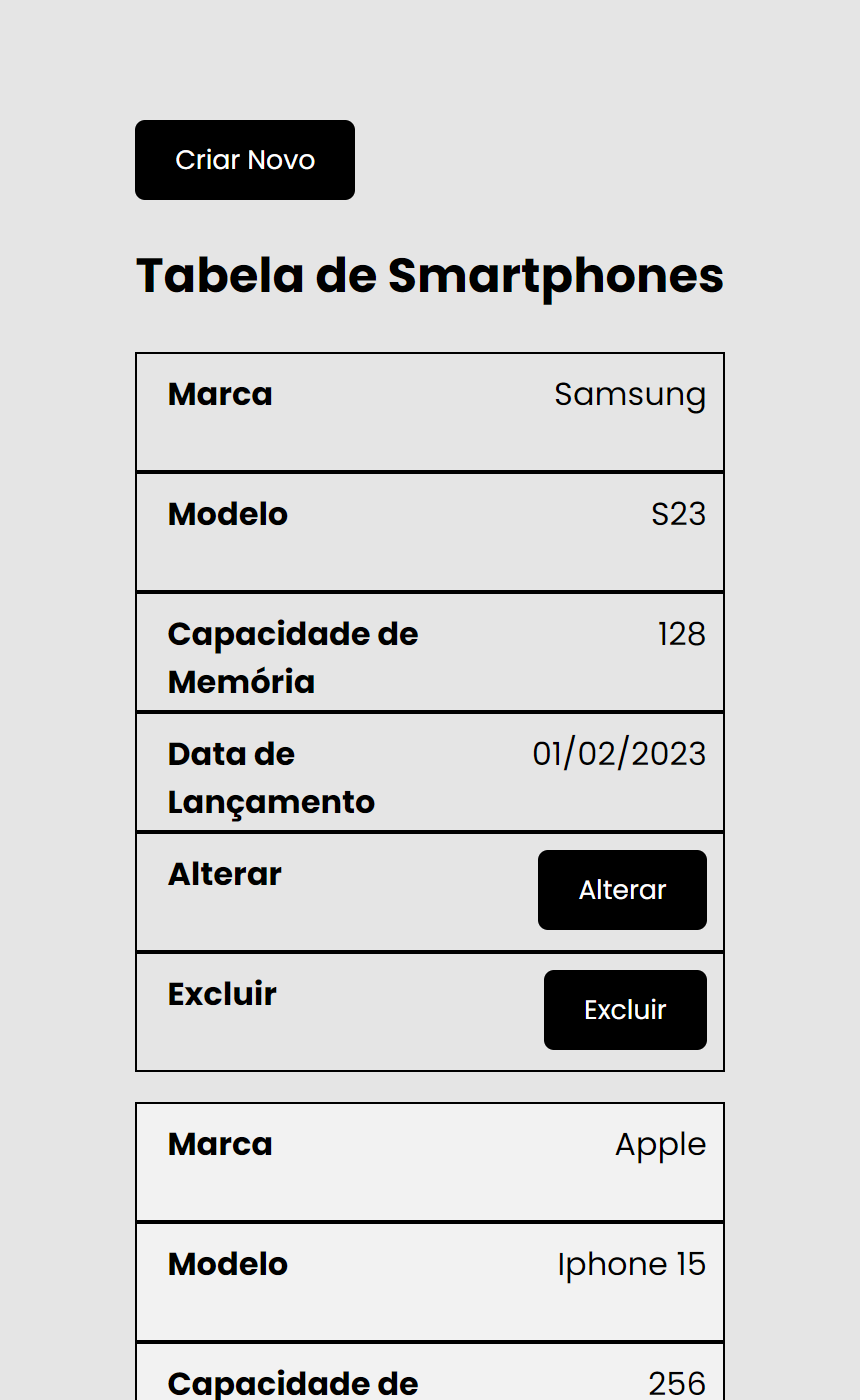 Criar Novo
Tabela de Smartphones
Marca Samsung
Modelo S23
Capacidade de 128
Memória
Data de 01/02/2023
Lançamento
Alterar Alterar
Excluir Excluir
Marca Apple
Modelo Iphone 15
Capacidade de 256